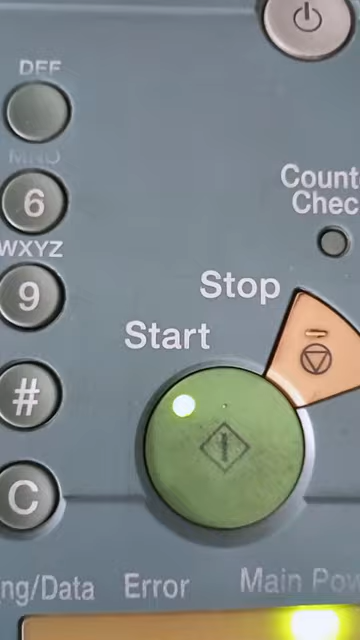 DEF
MNO
6
Count
Chec
WXYZ
9
Stop
Start
#
C
ng/Data Error Main Pow